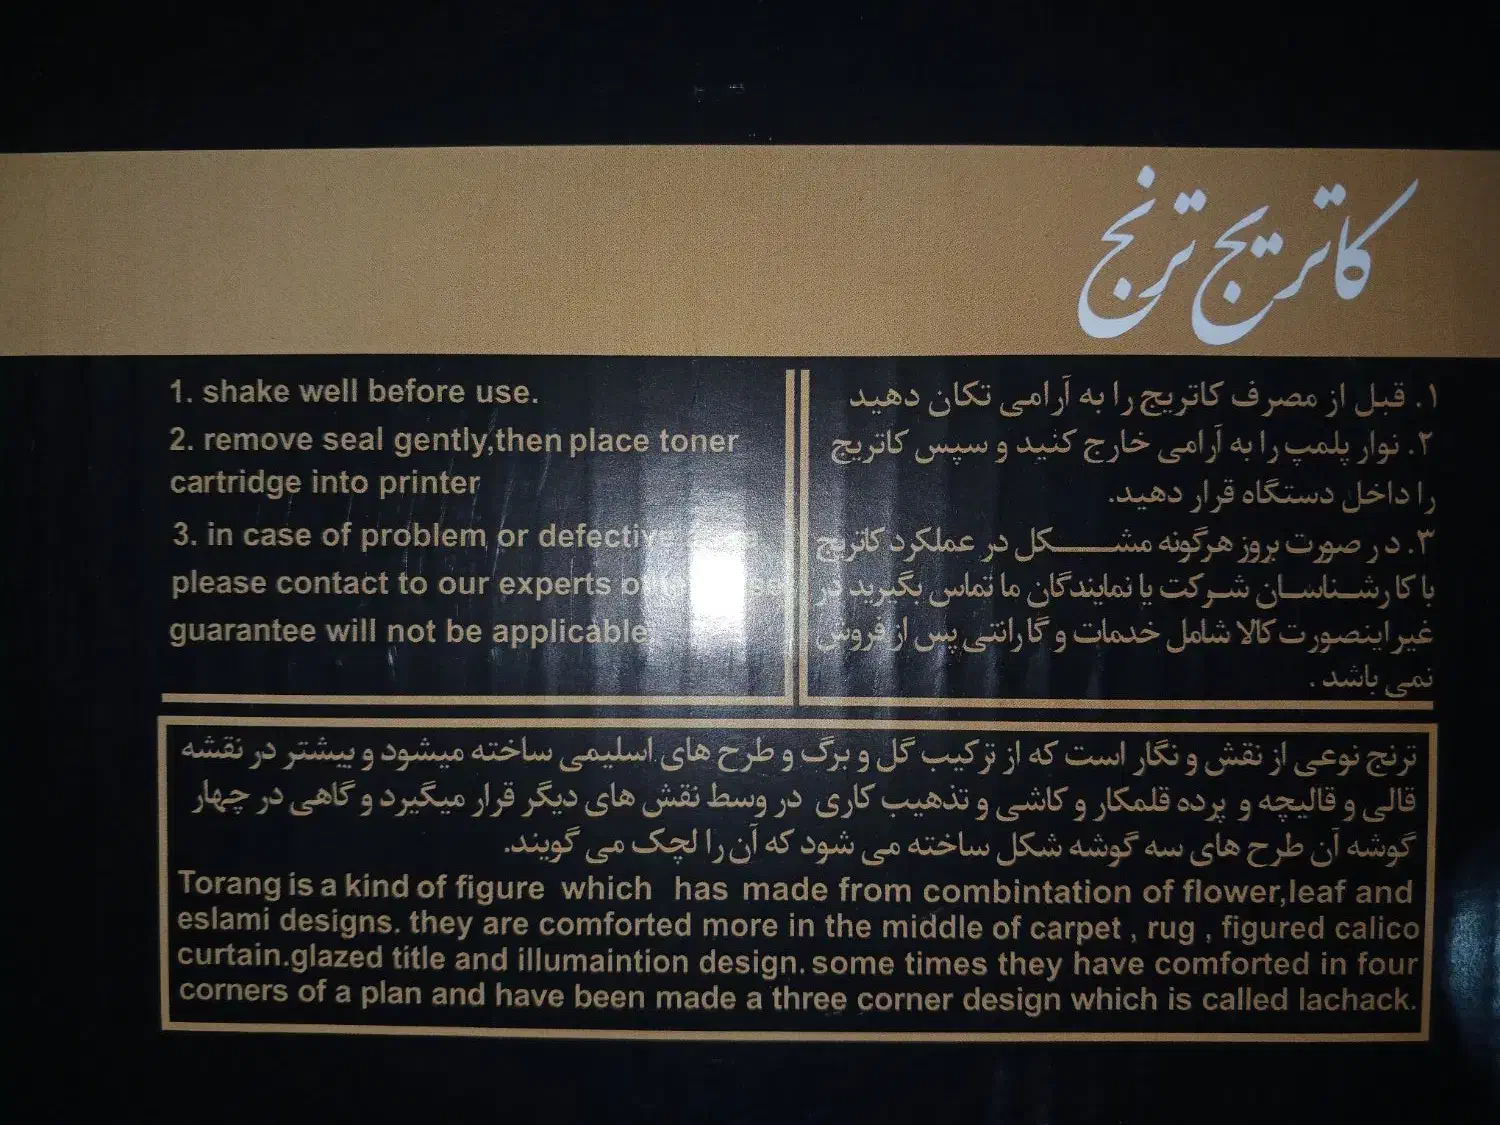 کاتریج ترنج
1. shake well before use.
2. remove seal gently,then place toner
cartridge into printer
3. in case of problem or defective
please contact to our experts
guarantee will not be applicable
۱. قبل از مصرف کاتریج را به آرامی تکان دهید
۲. نوار پلمپ را به آرامی خارج کنید و سپس کاتریج
را داخل دستگاه قرار دهید.
۳. در صورت بروز هرگونه مشکل در عملکرد کاتریج
با کارشناسان شرکت یا نمایندگان ما تماس بگیرید در
غیر اینصورت کالا شامل خدمات و گارانتی پس از فروش
نمی باشد .
ترنج نوعی از نقش و نگار است که از ترکیب گل و برگ و طرح های اسلیمی ساخته میشود و بیشتر در نقشه
قالی و قالیچه و پرده قلمکار و کاشی و تذهیب کاری در وسط نقش های دیگر قرار میگیرد و گاهی در چهار
گوشه آن طرح های سه گوشه شکل ساخته می شود که آن را لچک می گویند.
Torang is a kind of figure which has made from combintation of flower,leaf and
eslami designs. they are comforted more in the middle of carpet , rug , figured calico
curtain.glazed title and illumaintion design. some times they have comforted in four
corners of a plan and have been made a three corner design which is called lachack.